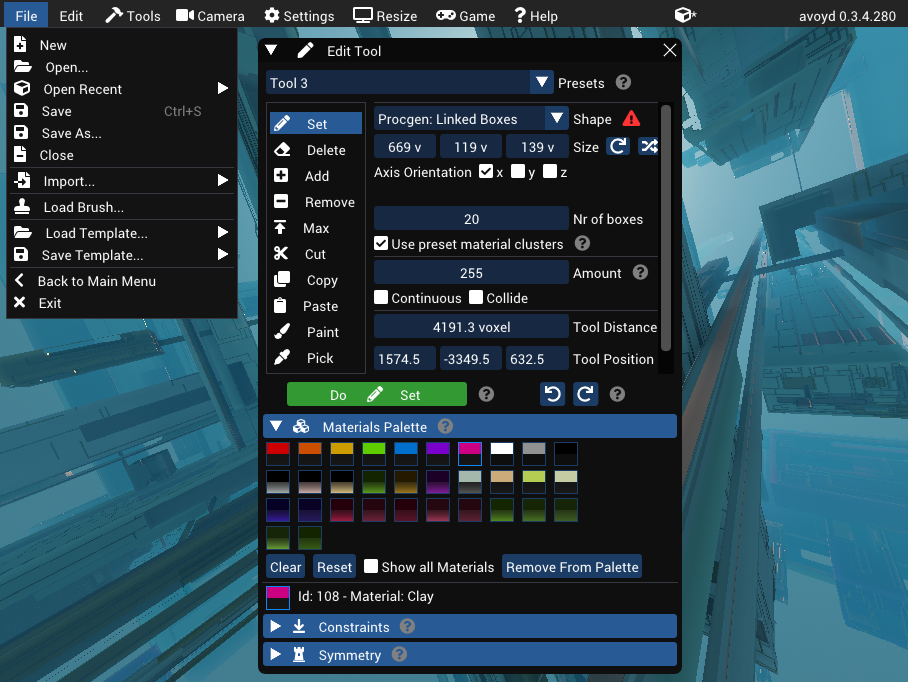 File Edit Tools Camera Settings Resize Game ? Help * avoyd 0.3.4.280
New
Open...
Open Recent
Save Ctrl+S
Save As...
Close
Import...
Load Brush...
Load Template...
Save Template...
Back to Main Menu
Exit
Edit Tool
Tool 3 Presets ?
Set
Delete
Add
Remove
Max
Cut
Copy
Paste
Paint
Pick
Procgen: Linked Boxes Shape
669 v 119 v 139 v Size
Axis Orientation x y z
20 Nr of boxes
Use preset material clusters ?
255 Amount ?
Continuous Collide
4191.3 voxel Tool Distance
1574.5 -3349.5 632.5 Tool Position
Do Set ? ?
Materials Palette ?
Clear Reset Show all Materials Remove From Palette
Id: 108 - Material: Clay
Constraints ?
Symmetry ?